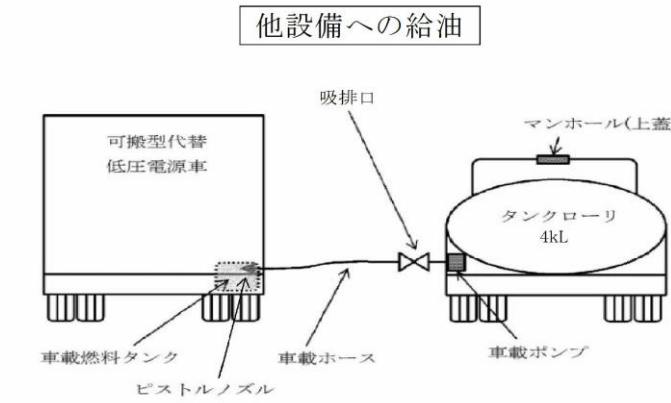 他設備への給油
吸排口
マンホール(上蓋
可搬型代替
低圧電源車
タンクローリ
4kL
車載燃料タンク
車載ホース
車載ポンプ
ピストルノズル